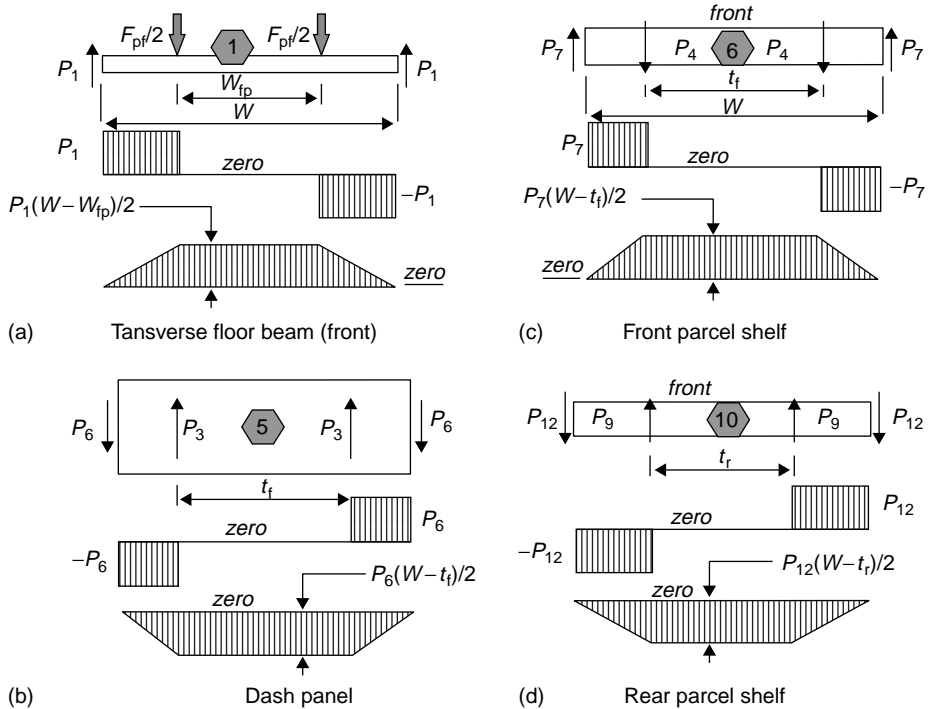 F_pf/2 1 F_pf/2
P_1 P_1
W_fp
W
P_1 zero
−P_1
P_1(W−W_fp)/2
zero
(a) Tansverse floor beam (front)
front
P_7 P_4 6 P_4 P_7
t_f
W
P_7 zero
−P_7
P_7(W−t_f)/2
zero
(c) Front parcel shelf
P_6 P_3 5 P_3 P_6
t_f
zero P_6
−P_6
P_6(W−t_f)/2
zero
(b) Dash panel
front
P_12 P_9 10 P_9 P_12
t_r
zero P_12
−P_12
P_12(W−t_r)/2
zero
(d) Rear parcel shelf